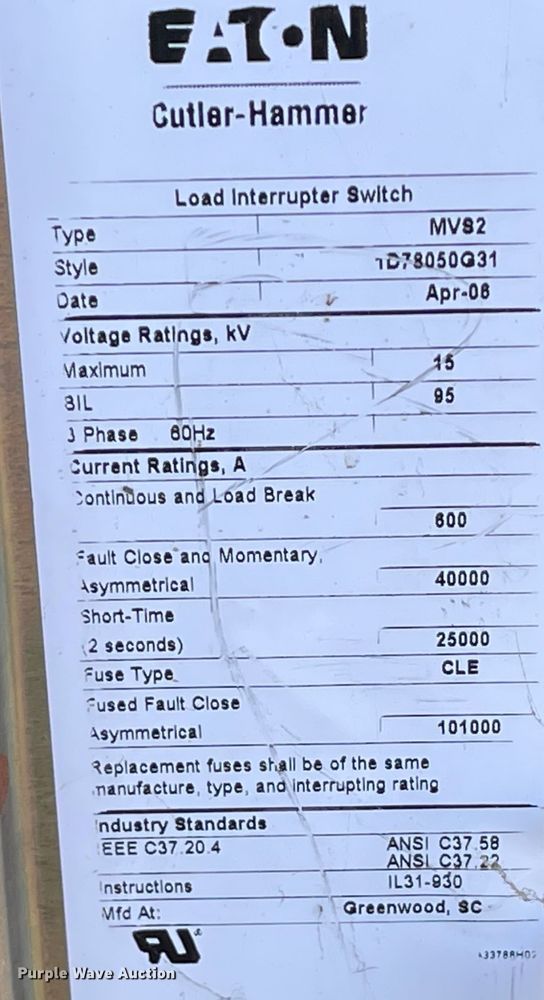 EATON
Cutler-Hammer
Load Interrupter Switch
Type MVS2
Style 1D78050G31
Date Apr-06
Voltage Ratings, kV
Maximum 15
BIL 95
3 Phase 60Hz
Current Ratings, A
Continuous and Load Break
600
Fault Close and Momentary,
Asymmetrical 40000
Short-Time
(2 seconds) 25000
Fuse Type CLE
Fused Fault Close
Asymmetrical 101000
Replacement fuses shall be of the same
manufacture, type, and interrupting rating
Industry Standards
IEEE C37.20.4 ANSI C37.58
ANSI C37.22
Instructions IL31-930
Mfd At: Greenwood, SC
RU
Purple Wave Auction